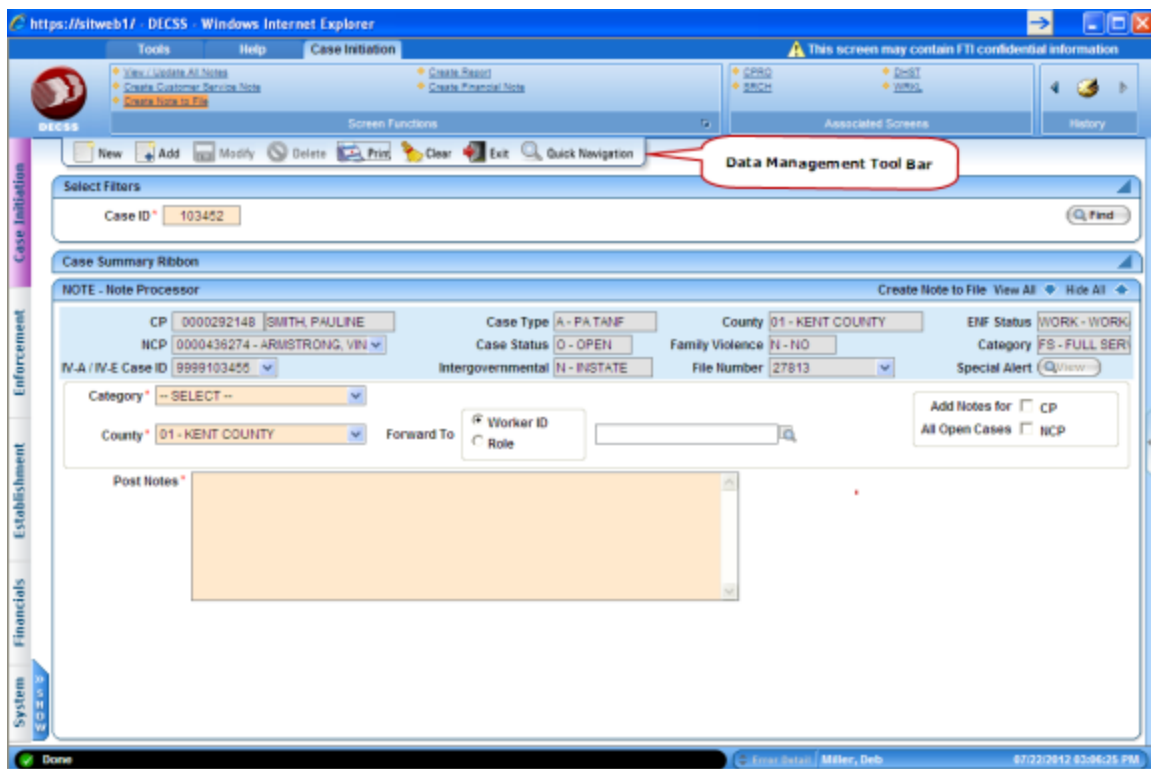 https://sitweb1/ - DECSS - Windows Internet Explorer
Tools Help Case Initiation This screen may contain FTI confidential information
View / Update All Notes Create Report CPRO DHST
Create Customer Service Note Create Financial Note SRCH WRKL
Create Note to File
DECSS Screen Functions Associated Screens History
New Add Modify Delete Print Clear Exit Quick Navigation
Data Management Tool Bar
Select Filters
Case ID * 103452 Find
Case Summary Ribbon
NOTE - Note Processor Create Note to File View All Hide All
CP 0000292148 SMITH, PAULINE Case Type A - PA TANF County 01 - KENT COUNTY ENF Status WORK - WORK
NCP 0000436274 - ARMSTRONG, VIN Case Status O - OPEN Family Violence N - NO Category FS - FULL SER
IV-A / IV-E Case ID 9999103455 Intergovernmental N - INSTATE File Number 27813 Special Alert View
Category * -- SELECT --
County * 01 - KENT COUNTY Forward To Worker ID
Role
Add Notes for CP
All Open Cases NCP
Post Notes *
Case Initiation
Enforcement
Establishment
Financials
System
SHOW
Done Error Detail Miller, Deb 07/22/2012 03:06:25 PM